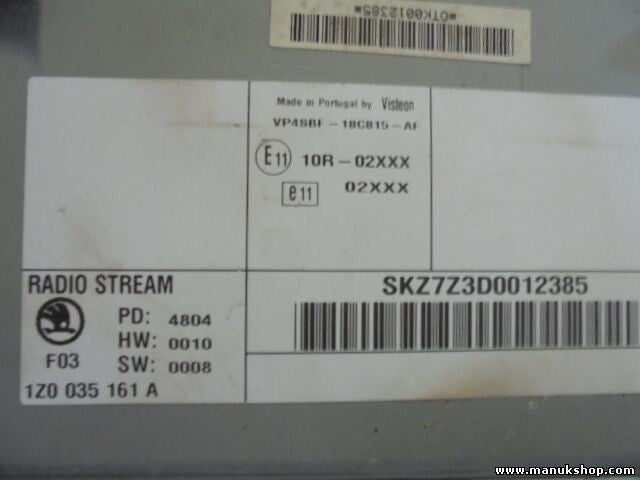 *OTK0012385*
Made in Portugal by Visteon
VP4SBF-18C815-AF
E11 10R-02XXX
e11 02XXX
RADIO STREAM
SKZ7Z3D0012385
PD: 4804
HW: 0010
F03
SW: 0008
1Z0 035 161 A
www.manukshop.com